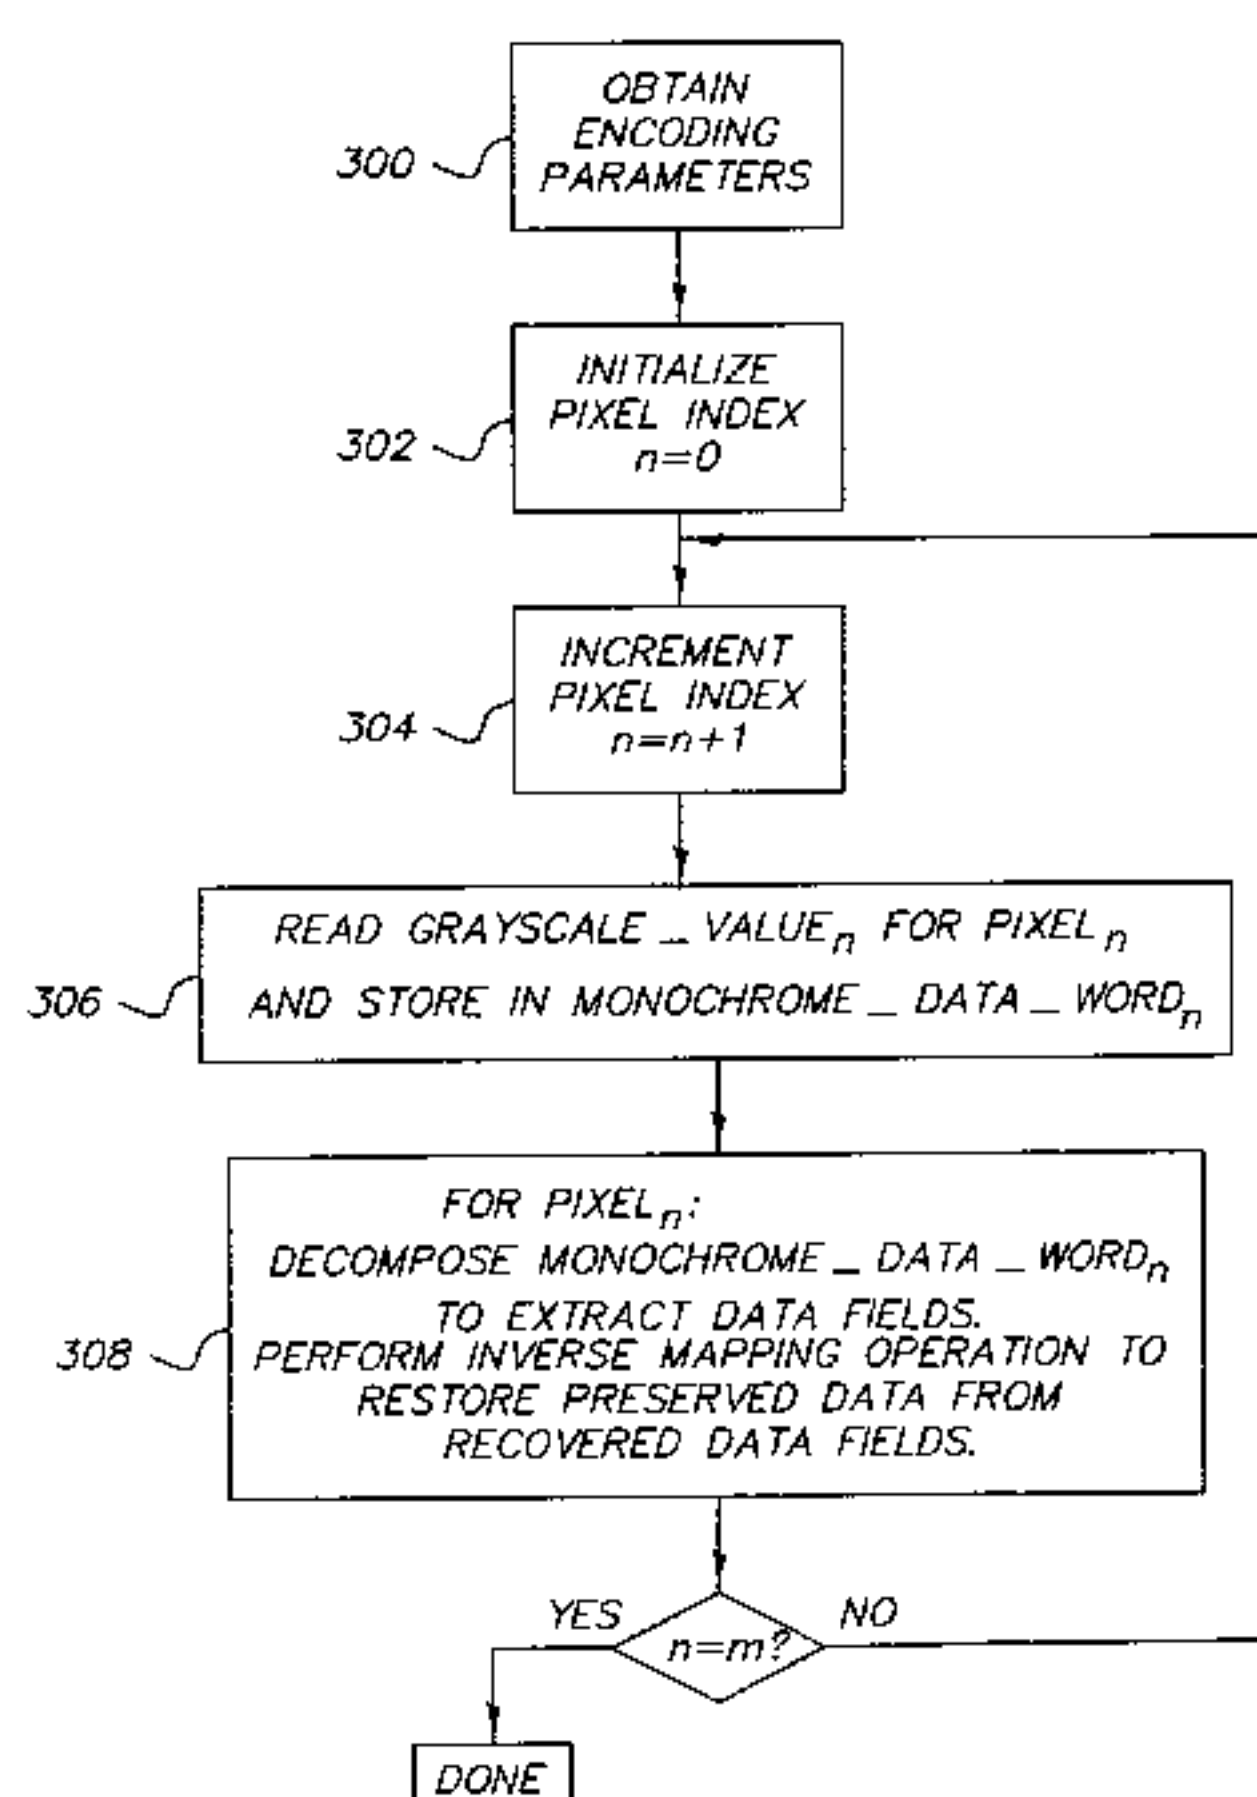 OBTAIN
ENCODING
PARAMETERS
300
INITIALIZE
PIXEL INDEX
n=0
302
INCREMENT
PIXEL INDEX
n=n+1
304
READ GRAYSCALE_VALUEn FOR PIXELn
AND STORE IN MONOCHROME_DATA_WORDn
306
FOR PIXELn:
DECOMPOSE MONOCHROME_DATA_WORDn
TO EXTRACT DATA FIELDS.
PERFORM INVERSE MAPPING OPERATION TO
RESTORE PRESERVED DATA FROM
RECOVERED DATA FIELDS.
308
YES
n=m?
NO
DONE